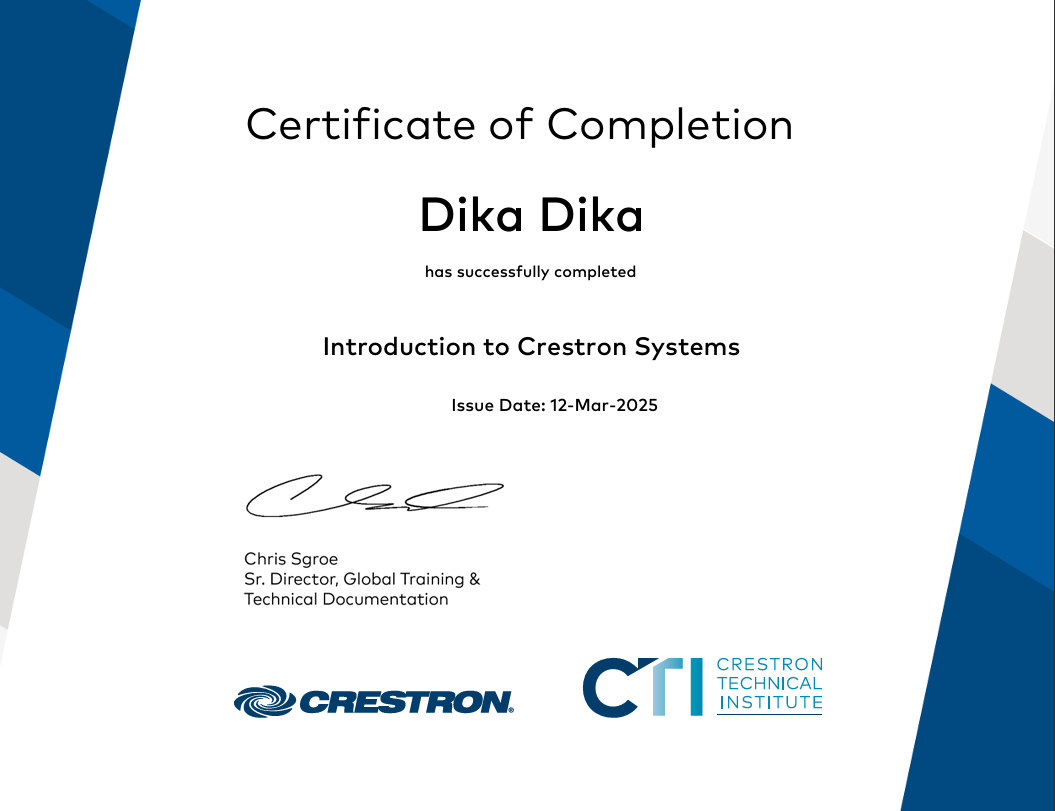 Certificate of Completion
Dika Dika
has successfully completed
Introduction to Crestron Systems
Issue Date: 12-Mar-2025
Chris Sgroe
Sr. Director, Global Training &
Technical Documentation
CRESTRON®
CTI
CRESTRON
TECHNICAL
INSTITUTE